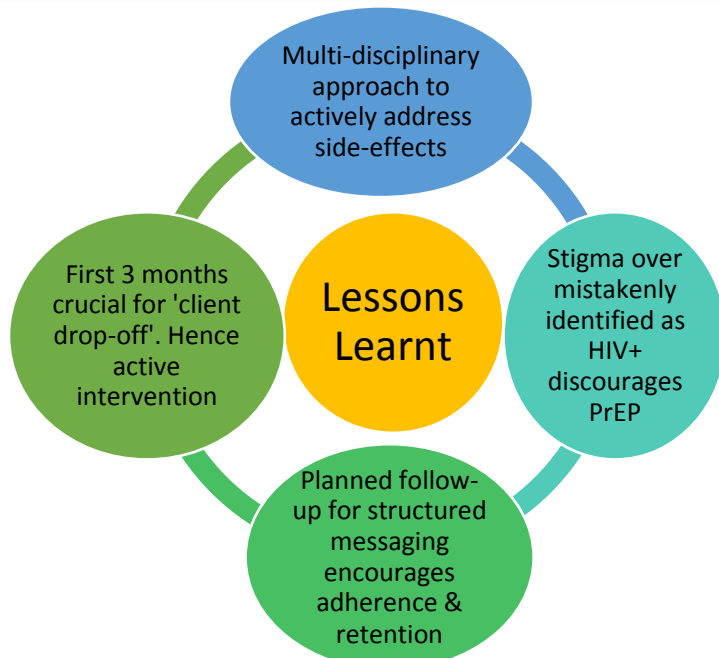 Multi-disciplinary
approach to
actively address
side-effects
First 3 months
crucial for 'client
drop-off'. Hence
active
intervention
Lessons
Learnt
Stigma over
mistakenly
identified as
HIV+
discourages
PrEP
Planned follow-
up for structured
messaging
encourages
adherence &
retention